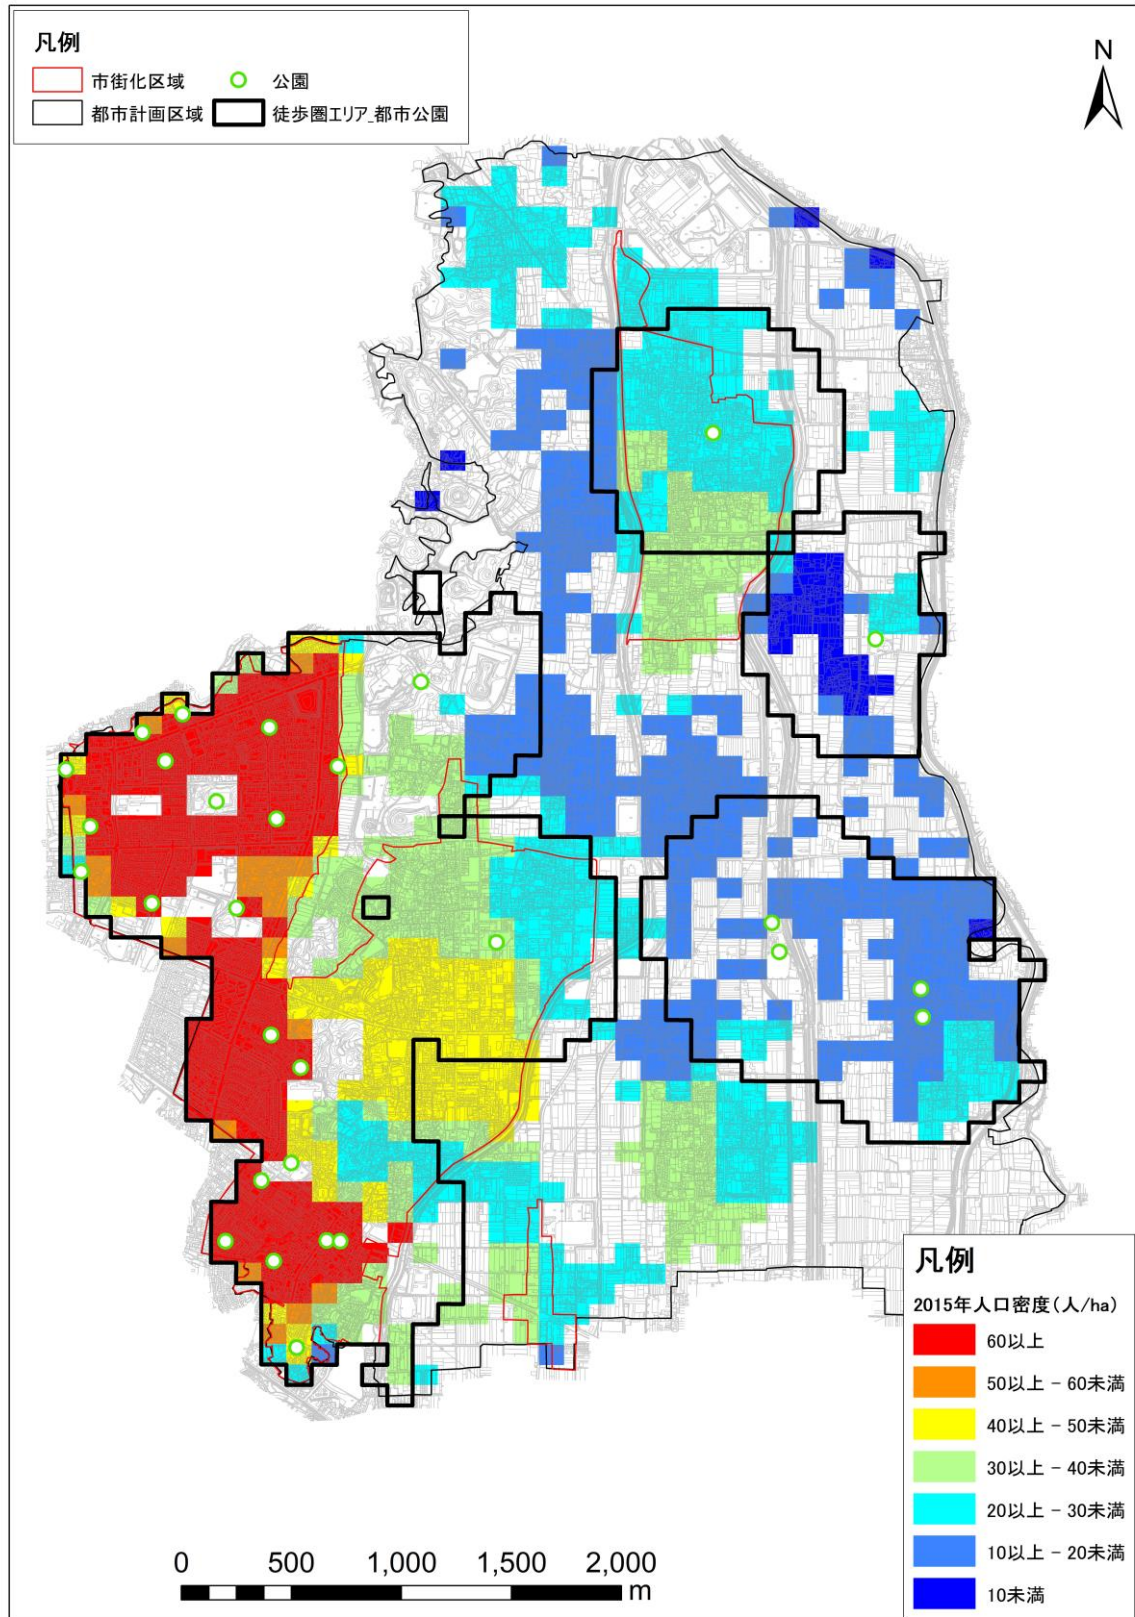 凡例
市街化区域 公園
都市計画区域 徒歩圏エリア_都市公園
N
凡例
2015年人口密度(人/ha)
60以上
50以上 - 60未満
40以上 - 50未満
30以上 - 40未満
20以上 - 30未満
10以上 - 20未満
10未満
0 500 1,000 1,500 2,000
m